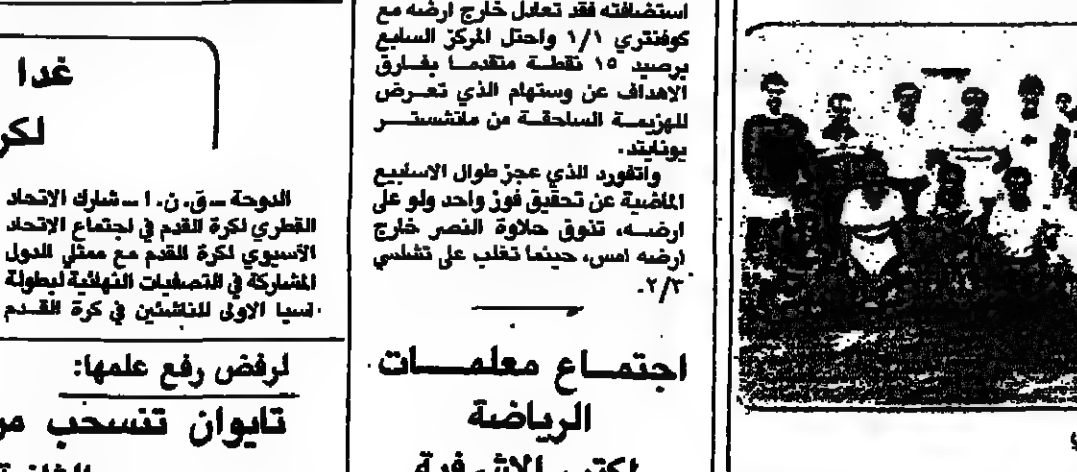 استضافته فقد تعادل خارج ارضه مع
كوفنتري ١/١ واحتل المركز السابع
برصيد ١٥ نقطة متقدما بفارق
الاهداف عن وستهام الذي تعرض
للهزيمة الساحقة من مانشستر
يونايتد.
واتفورد الذي عجز طوال الاسابيع
الماضية عن تحقيق فوز واحد ولو على
ارضه، تذوق حلاوة النصر خارج
ارضه امس، حينما تغلب على تشلسي
٢/٣.
اجتماع معلمات
الرياضة
غدا
الدوحة - ق. ن. ا - شارك الاتحاد
القطري لكرة القدم في اجتماع الاتحاد
الآسيوي لكرة القدم مع ممثلي الدول
المشاركة في التصفيات النهائية لبطولة
اسيا الاولى للناشئين في كرة القدم
لرفض رفع علمها:
تايوان تنسحب